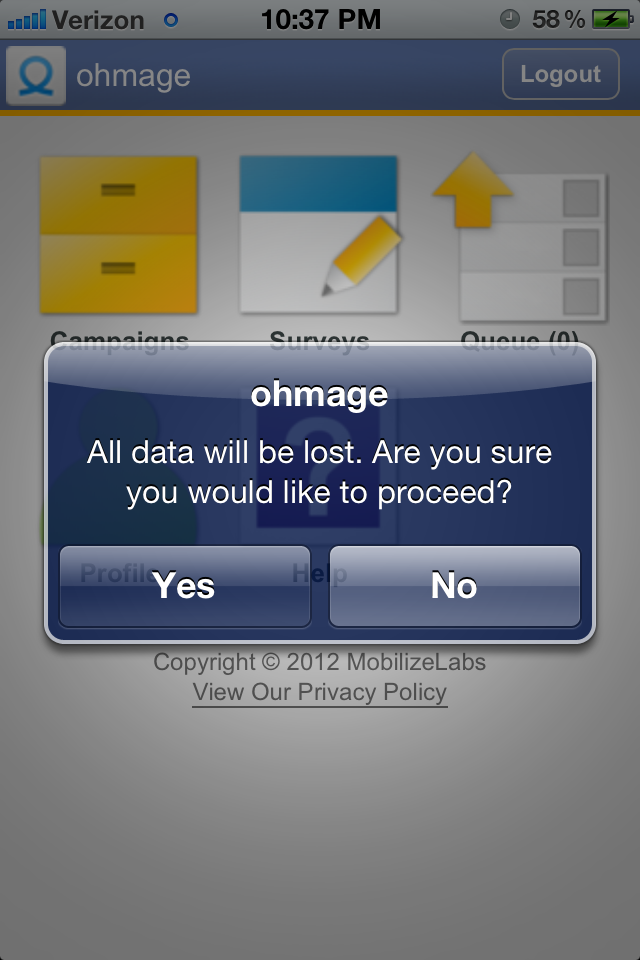 Verizon 10:37 PM 58%
ohmage Logout
Campaigns Surveys Queue (0)
ohmage
All data will be lost. Are you sure
you would like to proceed?
?
Profile Help
Yes No
Copyright © 2012 MobilizeLabs
View Our Privacy Policy